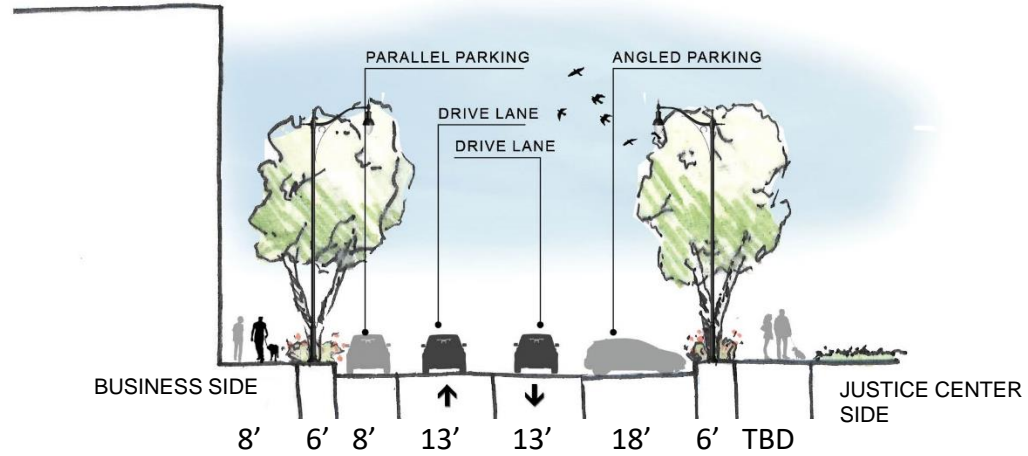 PARALLEL PARKING
ANGLED PARKING
DRIVE LANE
DRIVE LANE
BUSINESS SIDE
JUSTICE CENTER
SIDE
8’ 6’ 8’ 13’ 13’ 18’ 6’ TBD